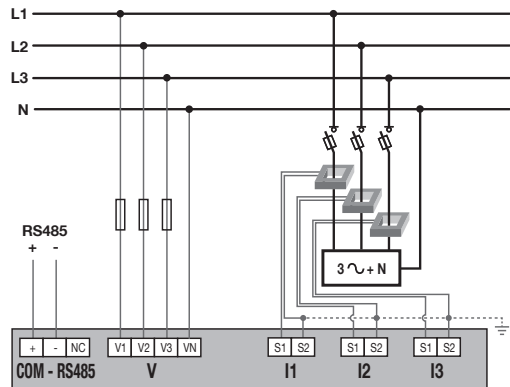 L1
L2
L3
N
RS485
+ -
3 ~ + N
+ - NC V1 V2 V3 VN S1 S2 S1 S2 S1 S2
COM - RS485 V I1 I2 I3